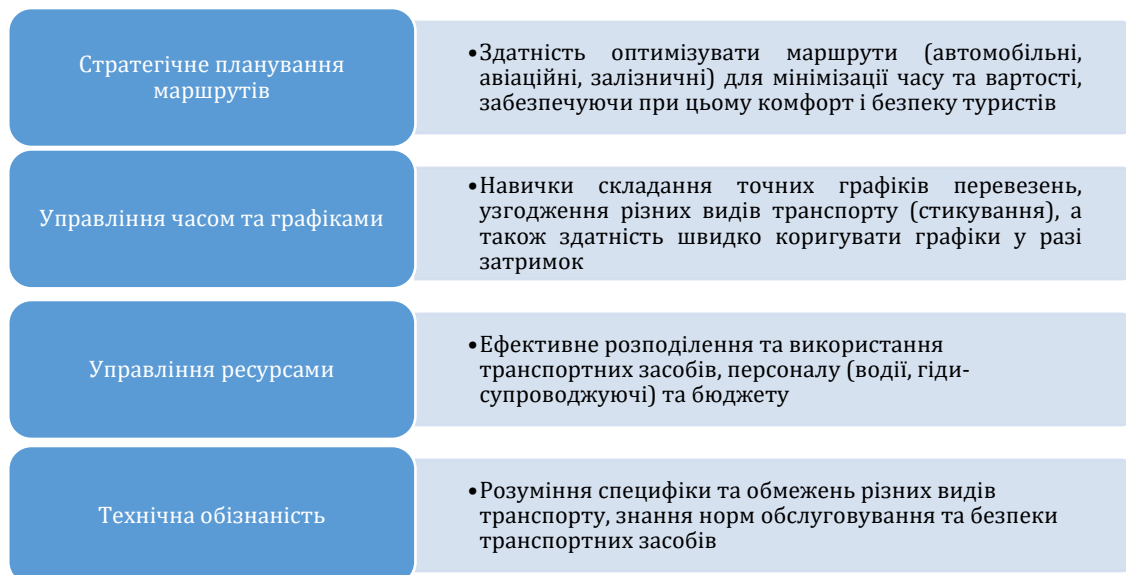 Стратегічне планування
маршрутів
•Здатність оптимізувати маршрути (автомобільні,
авіаційні, залізничні) для мінімізації часу та вартості,
забезпечуючи при цьому комфорт і безпеку туристів
Управління часом та графіками
•Навички складання точних графіків перевезень,
узгодження різних видів транспорту (стикування), а
також здатність швидко коригувати графіки у разі
затримок
Управління ресурсами
•Ефективне розподілення та використання
транспортних засобів, персоналу (водії, гіди-
супроводжуючі) та бюджету
Технічна обізнаність
•Розуміння специфіки та обмежень різних видів
транспорту, знання норм обслуговування та безпеки
транспортних засобів